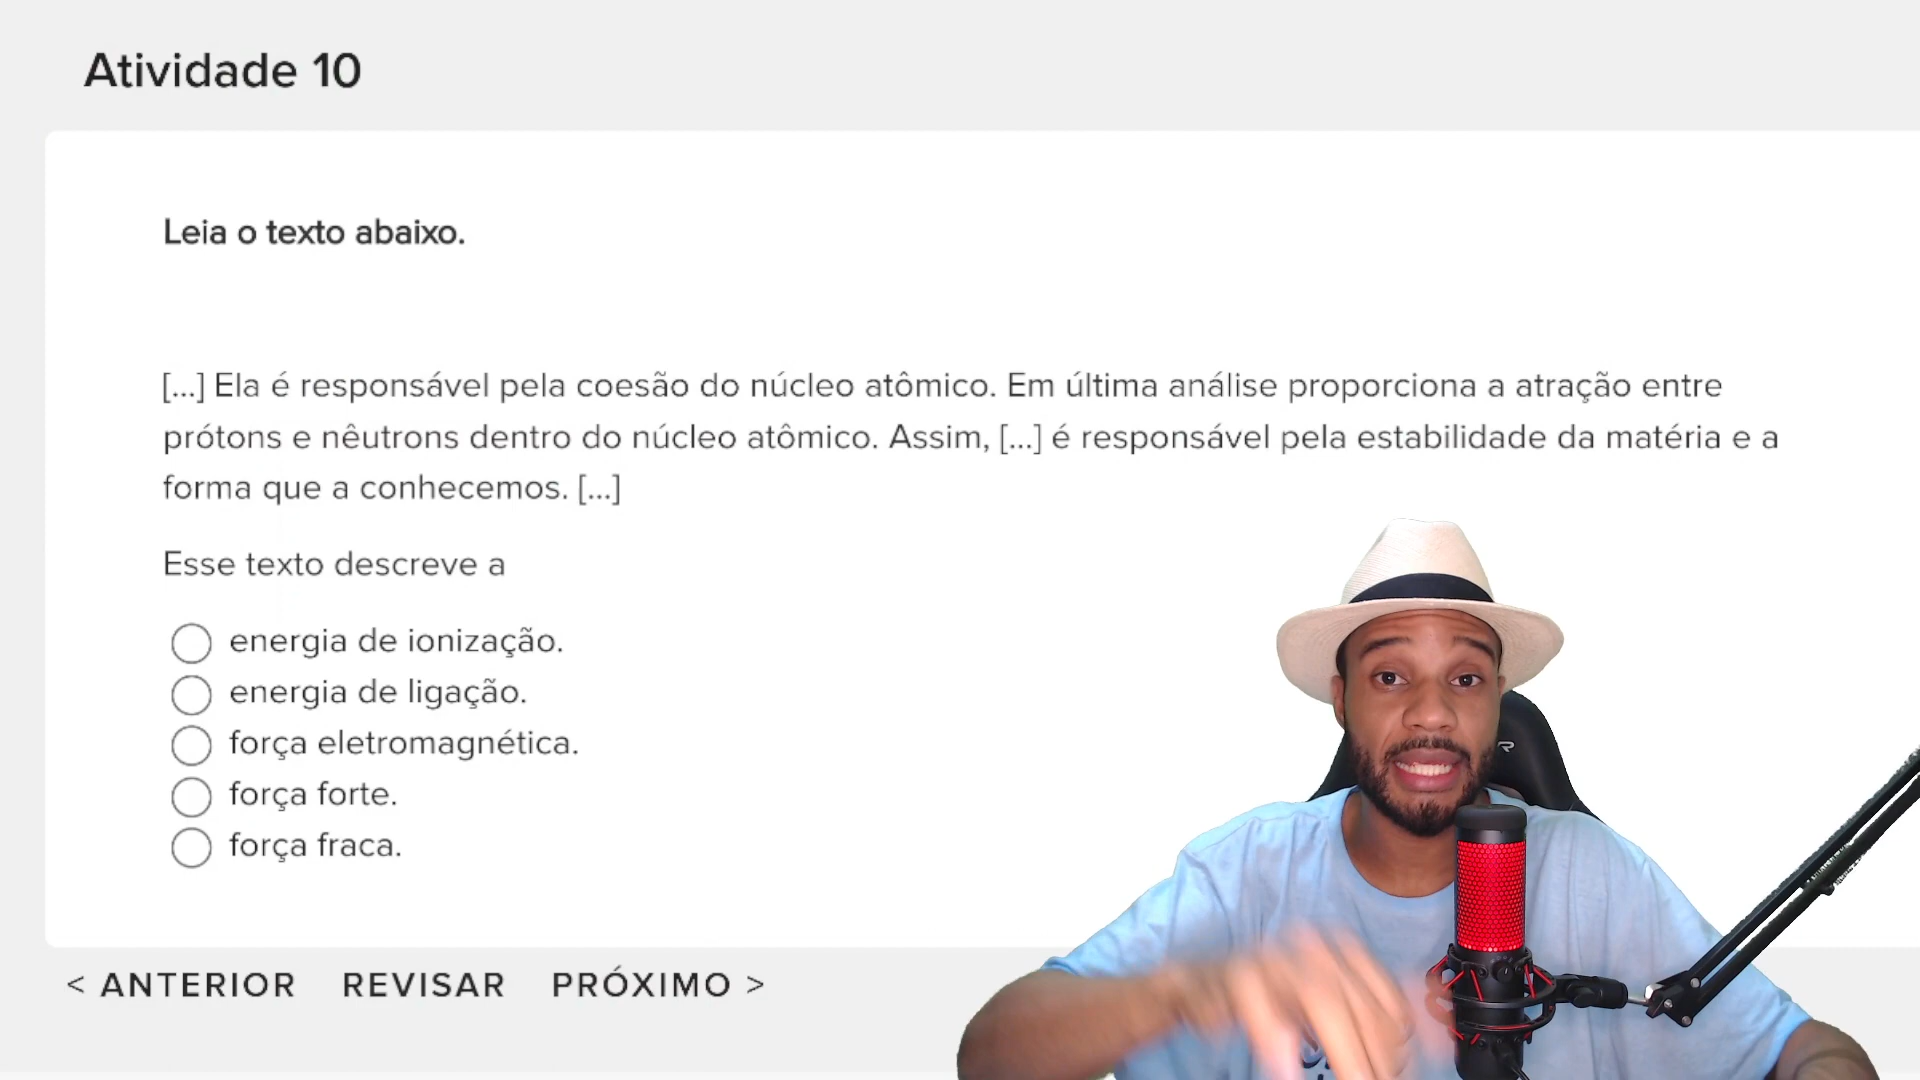 Atividade 10
Leia o texto abaixo.
[...] Ela é responsável pela coesão do núcleo atômico. Em última análise proporciona a atração entre
prótons e nêutrons dentro do núcleo atômico. Assim, [...] é responsável pela estabilidade da matéria e a
forma que a conhecemos. [...]
Esse texto descreve a
energia de ionização.
energia de ligação.
força eletromagnética.
força forte.
força fraca.
< ANTERIOR REVISAR PRÓXIMO >